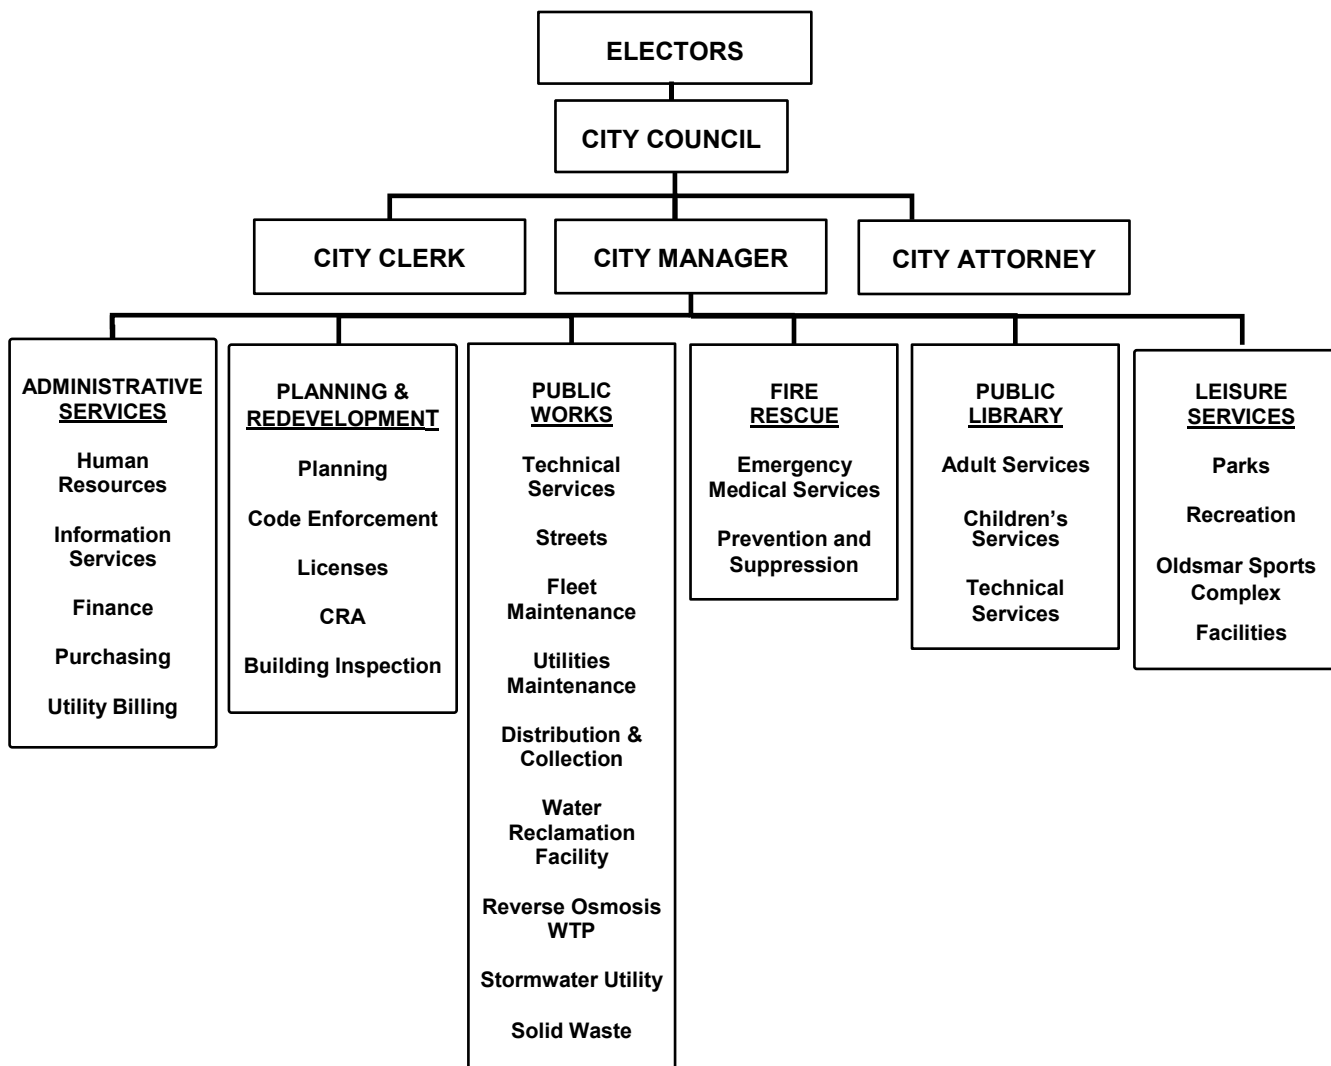 ELECTORS
CITY COUNCIL
CITY CLERK
CITY MANAGER
CITY ATTORNEY
ADMINISTRATIVE
SERVICES
Human
Resources
Information
Services
Finance
Purchasing
Utility Billing
PLANNING &
REDEVELOPMENT
Planning
Code Enforcement
Licenses
CRA
Building Inspection
PUBLIC
WORKS
Technical
Services
Streets
Fleet
Maintenance
Utilities
Maintenance
Distribution &
Collection
Water
Reclamation
Facility
Reverse Osmosis
WTP
Stormwater Utility
Solid Waste
FIRE
RESCUE
Emergency
Medical Services
Prevention and
Suppression
PUBLIC
LIBRARY
Adult Services
Children’s
Services
Technical
Services
LEISURE
SERVICES
Parks
Recreation
Oldsmar Sports
Complex
Facilities